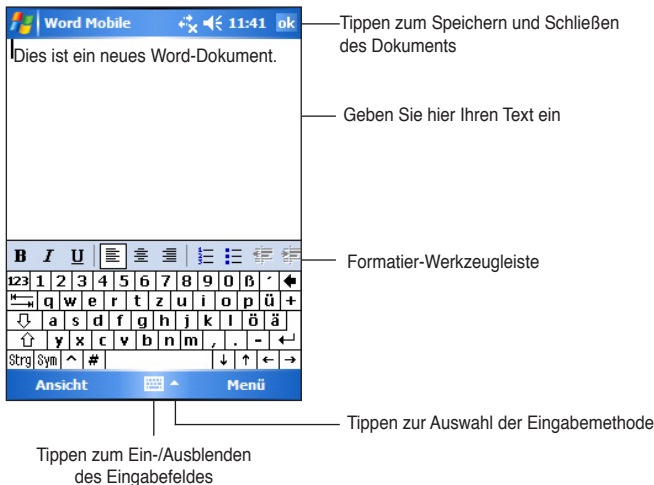 Word Mobile 11:41 ok
Tippen zum Speichern und Schließen
des Dokuments
Dies ist ein neues Word-Dokument.
Geben Sie hier Ihren Text ein
B I U
Formatier-Werkzeugleiste
123 1 2 3 4 5 6 7 8 9 0 ß ´
q w e r t z u i o p ü +
a s d f g h j k l ö ä
y x c v b n m , . -
Strg Sym ^ #
Ansicht Menü
Tippen zur Auswahl der Eingabemethode
Tippen zum Ein-/Ausblenden
des Eingabefeldes